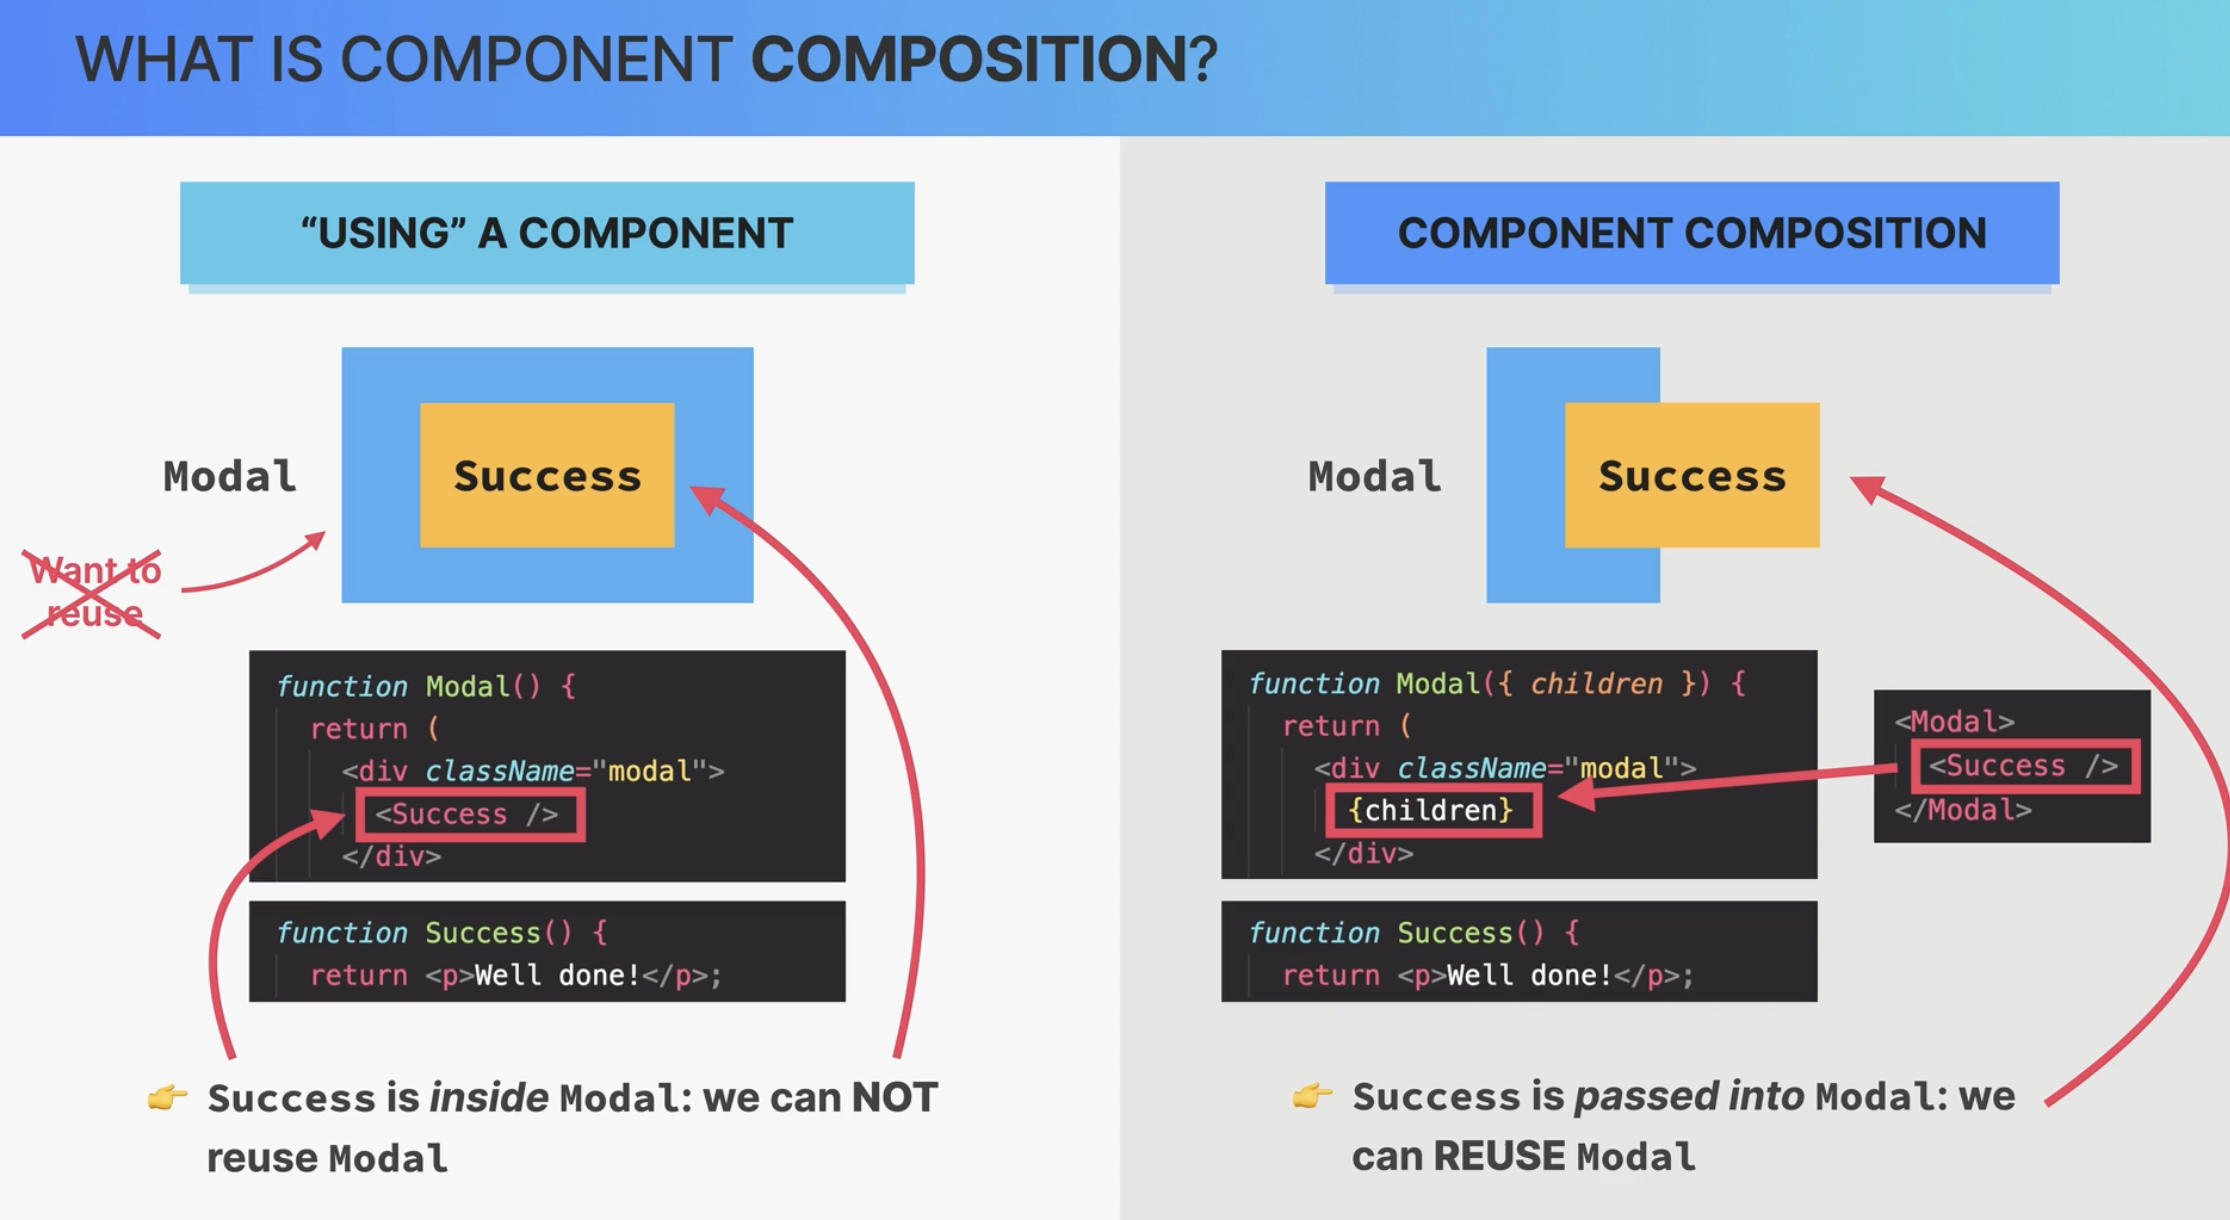 WHAT IS COMPONENT COMPOSITION?
“USING” A COMPONENT
Modal
Success
Want to
reuse
function Modal() {
return (
<div className="modal">
<Success />
</div>
function Success() {
return <p>Well done!</p>;
👉 Success is inside Modal: we can NOT
reuse Modal
COMPONENT COMPOSITION
Modal
Success
function Modal({ children }) {
return (
<div className="modal">
{children}
</div>
<Modal>
<Success />
</Modal>
function Success() {
return <p>Well done!</p>;
👉 Success is passed into Modal: we
can REUSE Modal